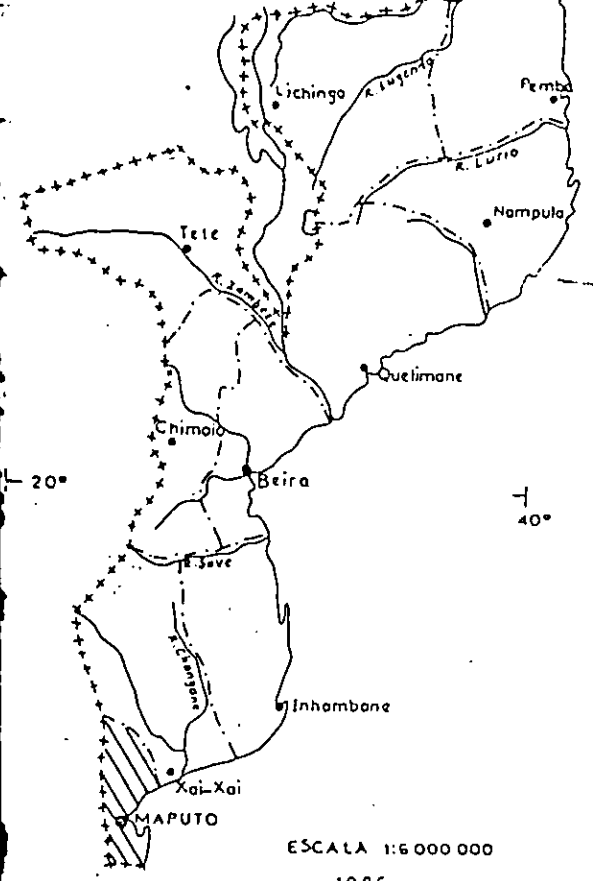 Lichinga
R. Lugenda
Pemba
R. Lurio
Nampula
Tete
R. Zambeze
Quelimane
Chimoio
20°
Beira
40°
R. Save
R. Changane
Inhambane
Xai-Xai
MAPUTO
ESCALA 1:6 000 000